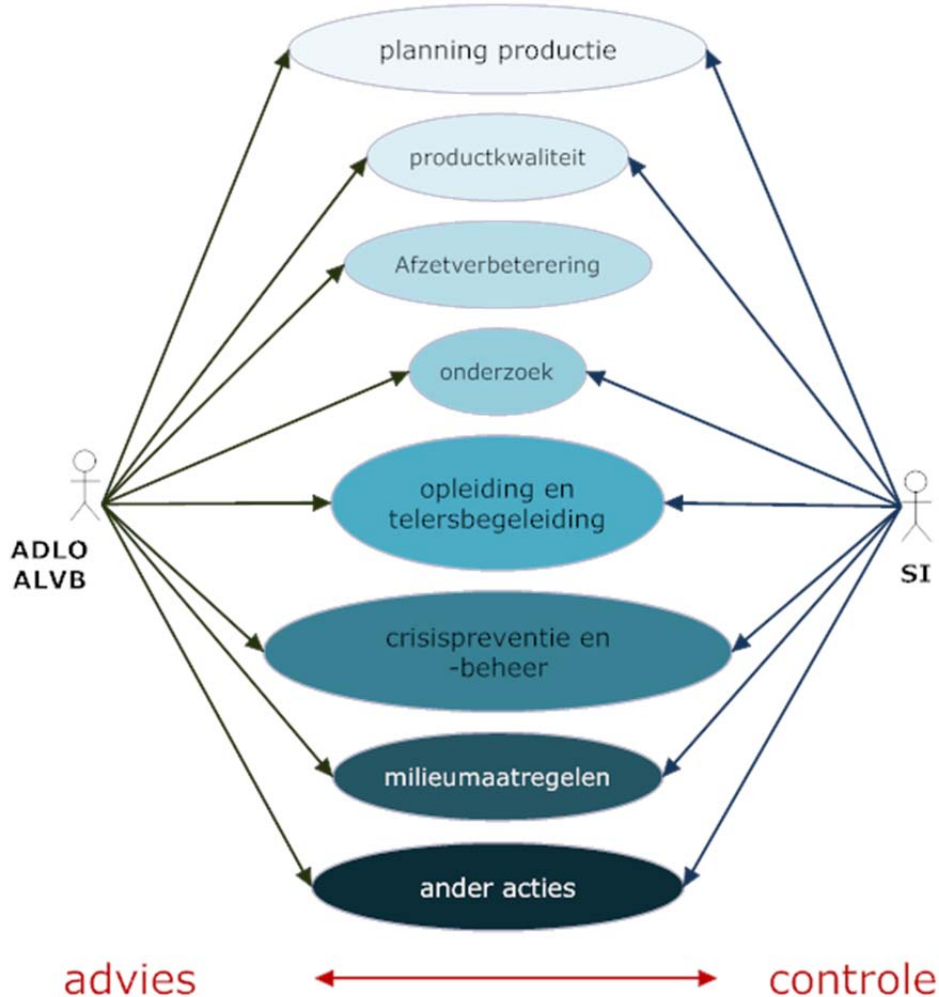 planning productie
productkwaliteit
Afzetverbeterering
onderzoek
opleiding en
telersbegeleiding
ADLO
ALVB
SI
crisispreventie en
-beheer
milieumaatregelen
ander acties
advies
controle